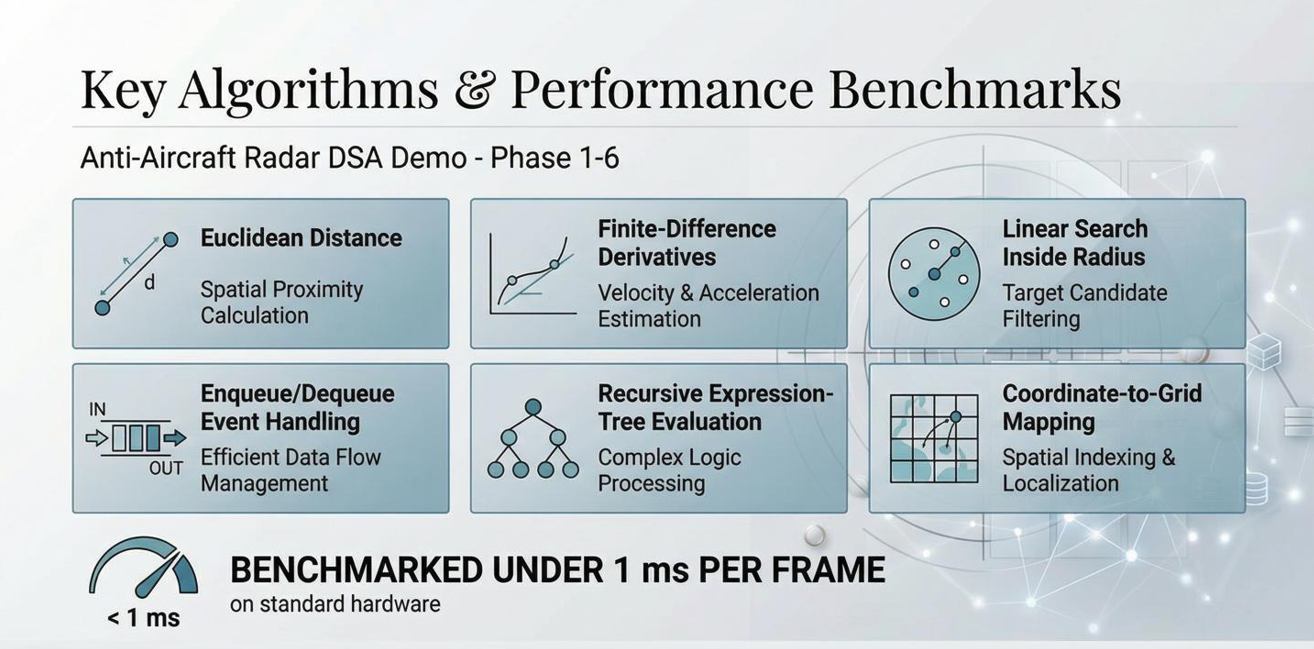 Key Algorithms & Performance Benchmarks
Anti-Aircraft Radar DSA Demo - Phase 1-6
d
Euclidean Distance
Spatial Proximity
Calculation
Finite-Difference
Derivatives
Velocity & Acceleration
Estimation
Linear Search
Inside Radius
Target Candidate
Filtering
IN
OUT
Enqueue/Dequeue
Event Handling
Efficient Data Flow
Management
Recursive Expression-
Tree Evaluation
Complex Logic
Processing
Coordinate-to-Grid
Mapping
Spatial Indexing &
Localization
< 1 ms
BENCHMARKED UNDER 1 ms PER FRAME
on standard hardware